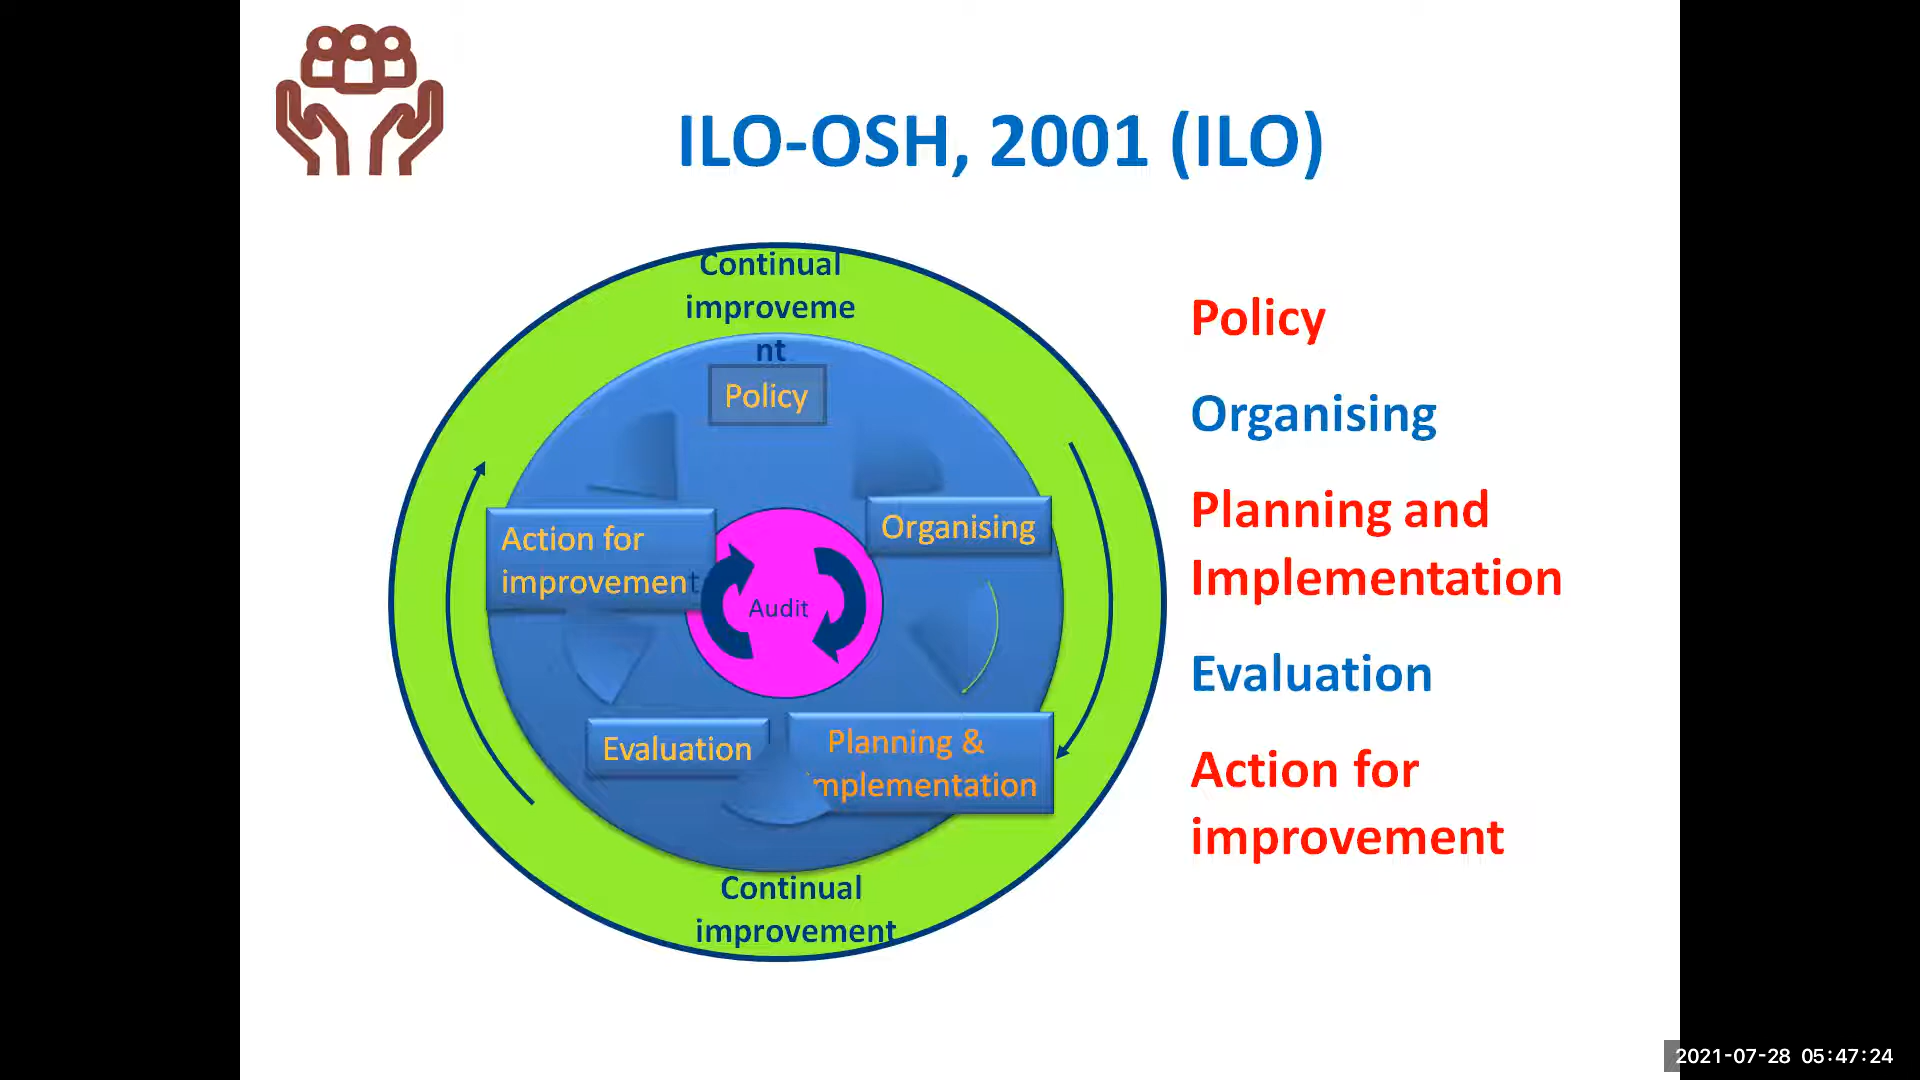 ILO-OSH, 2001 (ILO)
Continual
improveme
nt
Policy
Organising
Action for
improvement
Audit
Evaluation
Planning &
mplementation
Continual
improvement
Policy
Organising
Planning and
Implementation
Evaluation
Action for
improvement
2021-07-28 05:47:24